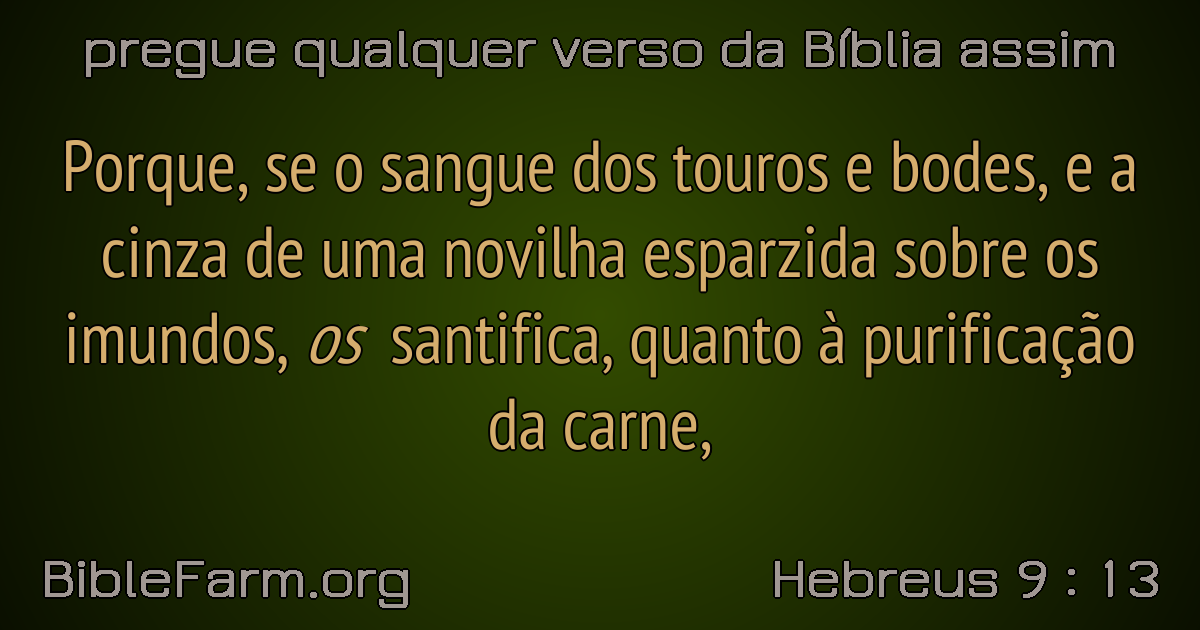 pregue qualquer verso da Bíblia assim
Porque, se o sangue dos touros e bodes, e a
cinza de uma novilha esparzida sobre os
imundos, os santifica, quanto à purificação
da carne,
BibleFarm.org
Hebreus 9 : 13